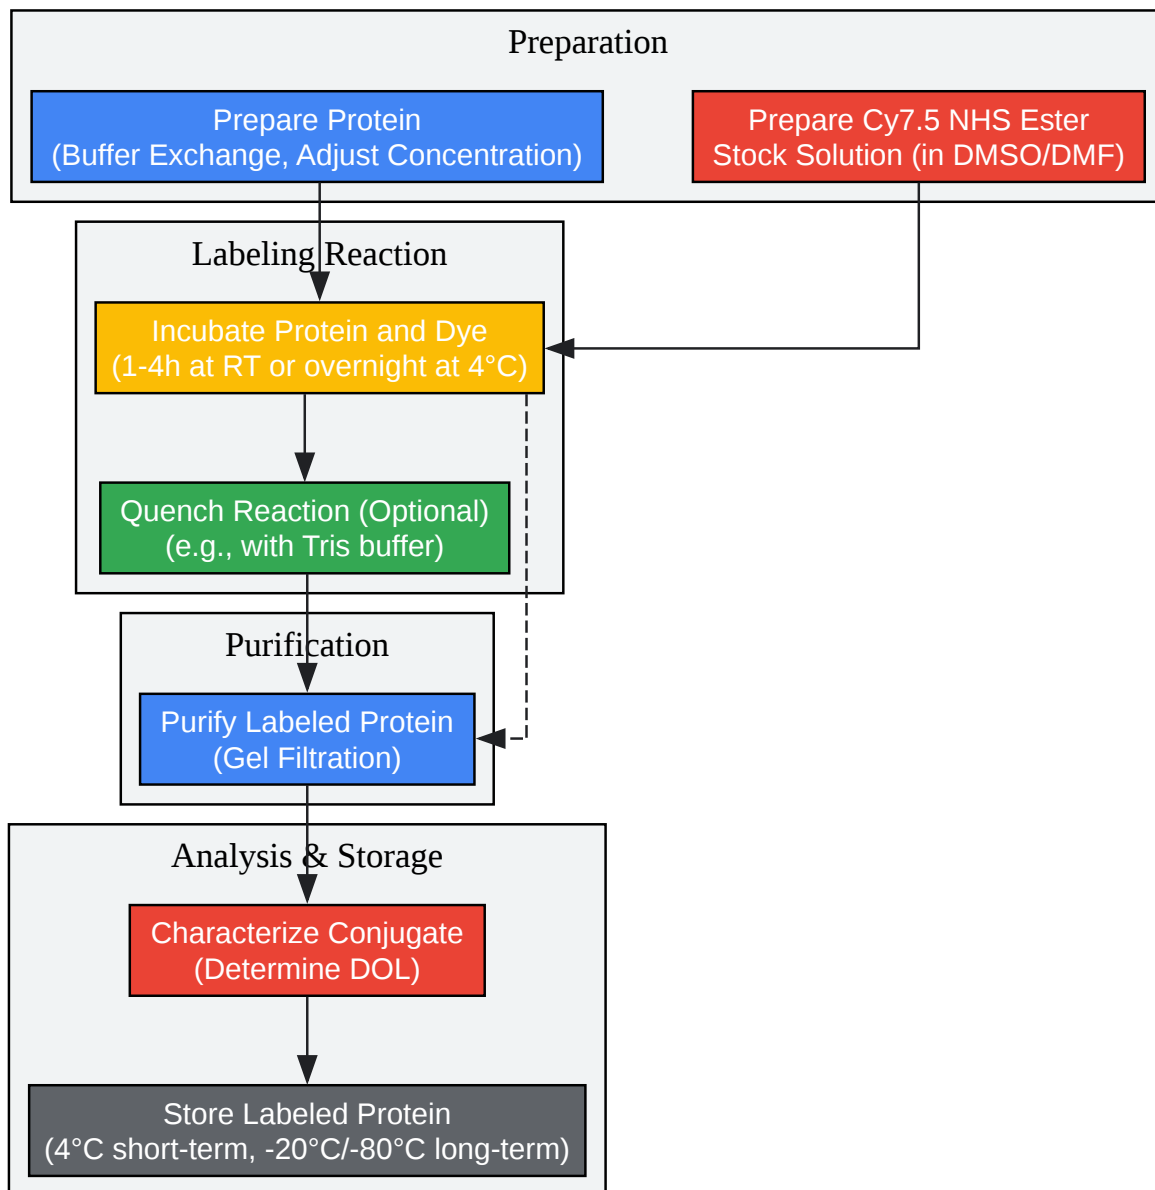 Preparation
Prepare Protein
(Buffer Exchange, Adjust Concentration)
Prepare Cy7.5 NHS Ester
Stock Solution (in DMSO/DMF)
Labeling Reaction
Incubate Protein and Dye
(1-4h at RT or overnight at 4°C)
Quench Reaction (Optional)
(e.g., with Tris buffer)
Purification
Purify Labeled Protein
(Gel Filtration)
Analysis & Storage
Characterize Conjugate
(Determine DOL)
Store Labeled Protein
(4°C short-term, -20°C/-80°C long-term)